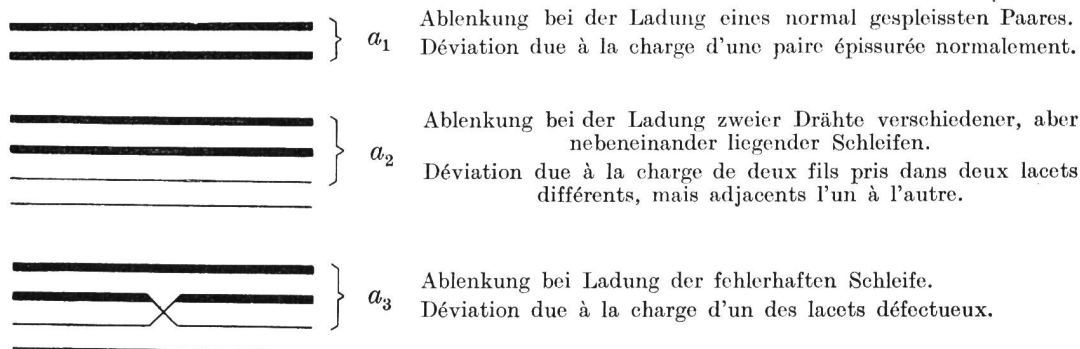 a₁
Ablenkung bei der Ladung eines normal gespleissten Paares.
Déviation due à la charge d'une paire épissurée normalement.
a₂
Ablenkung bei der Ladung zweier Drähte verschiedener, aber
nebeneinander liegender Schleifen.
Déviation due à la charge de deux fils pris dans deux lacets
différents, mais adjacents l'un à l'autre.
a₃
Ablenkung bei Ladung der fehlerhaften Schleife.
Déviation due à la charge d'un des lacets défectueux.